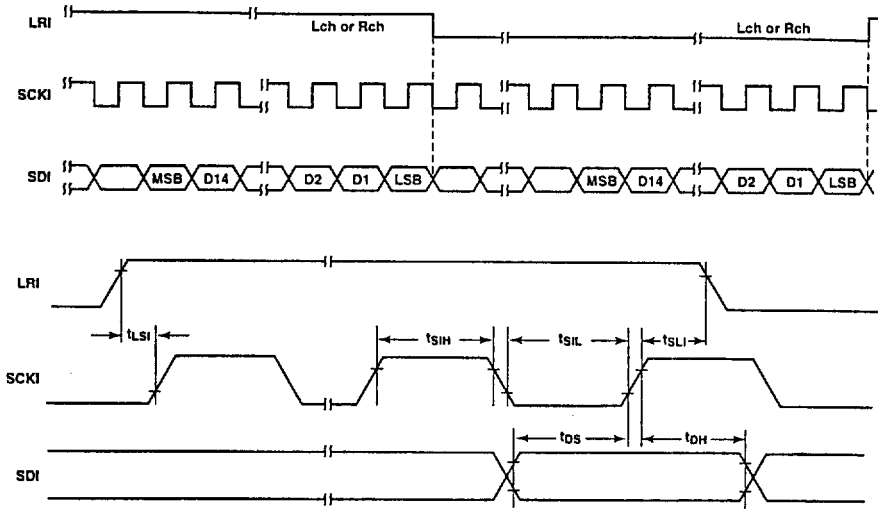 LRI
Lch or Rch
Lch or Rch
SCKI
SDI
MSB D14 D2 D1 LSB MSB D14 D2 D1 LSB
LRI
tLSI
tSIH
tSIL
tSLI
SCKI
tDS
tDH
SDI